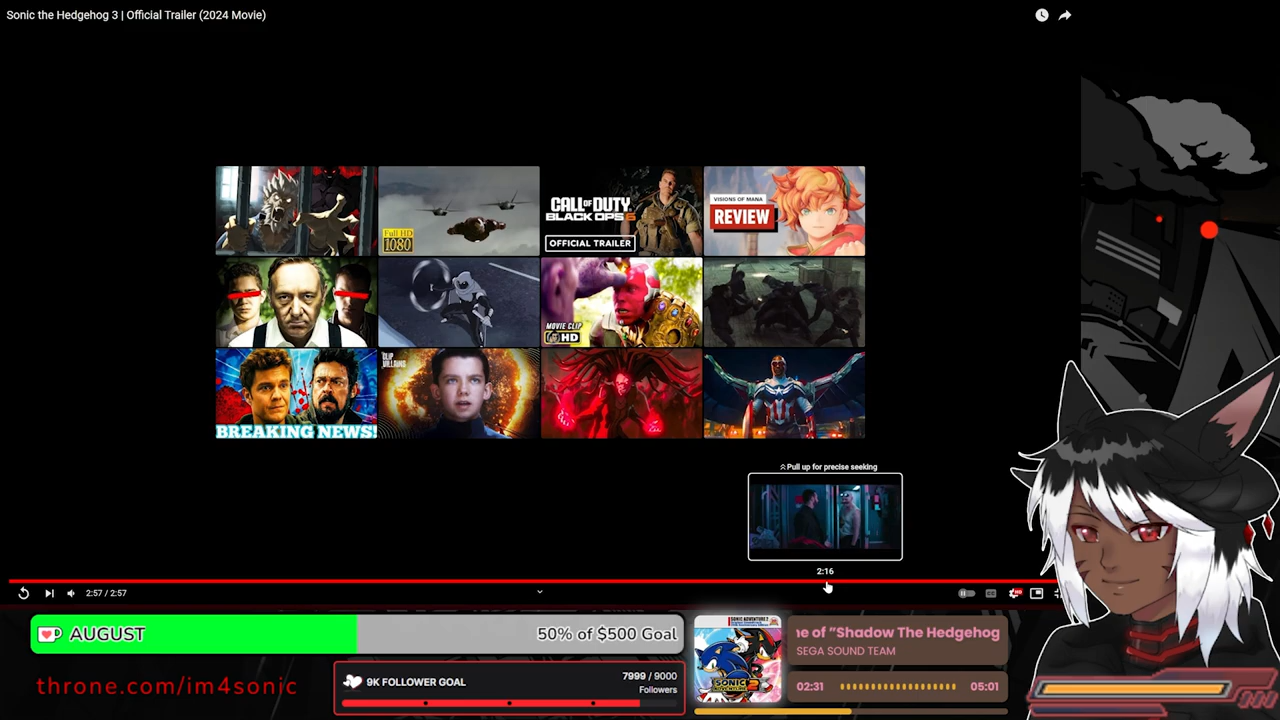 Sonic the Hedgehog 3 | Official Trailer (2024 Movie)
Full HD
1080
CALL OF DUTY
BLACK OPS 6
OFFICIAL TRAILER
VISIONS OF MANA
REVIEW
MOVIE CLIP
HD
BREAKING NEWS!
CLIP
Pull up for precise seeking
2:16
2:57 / 2:57
AUGUST
50% of $500 Goal
throne.com/im4sonic
9K FOLLOWER GOAL
7999 / 9000
Followers
SONIC ADVENTURE 2
ne of "Shadow The Hedgehog
SEGA SOUND TEAM
02:31
05:01